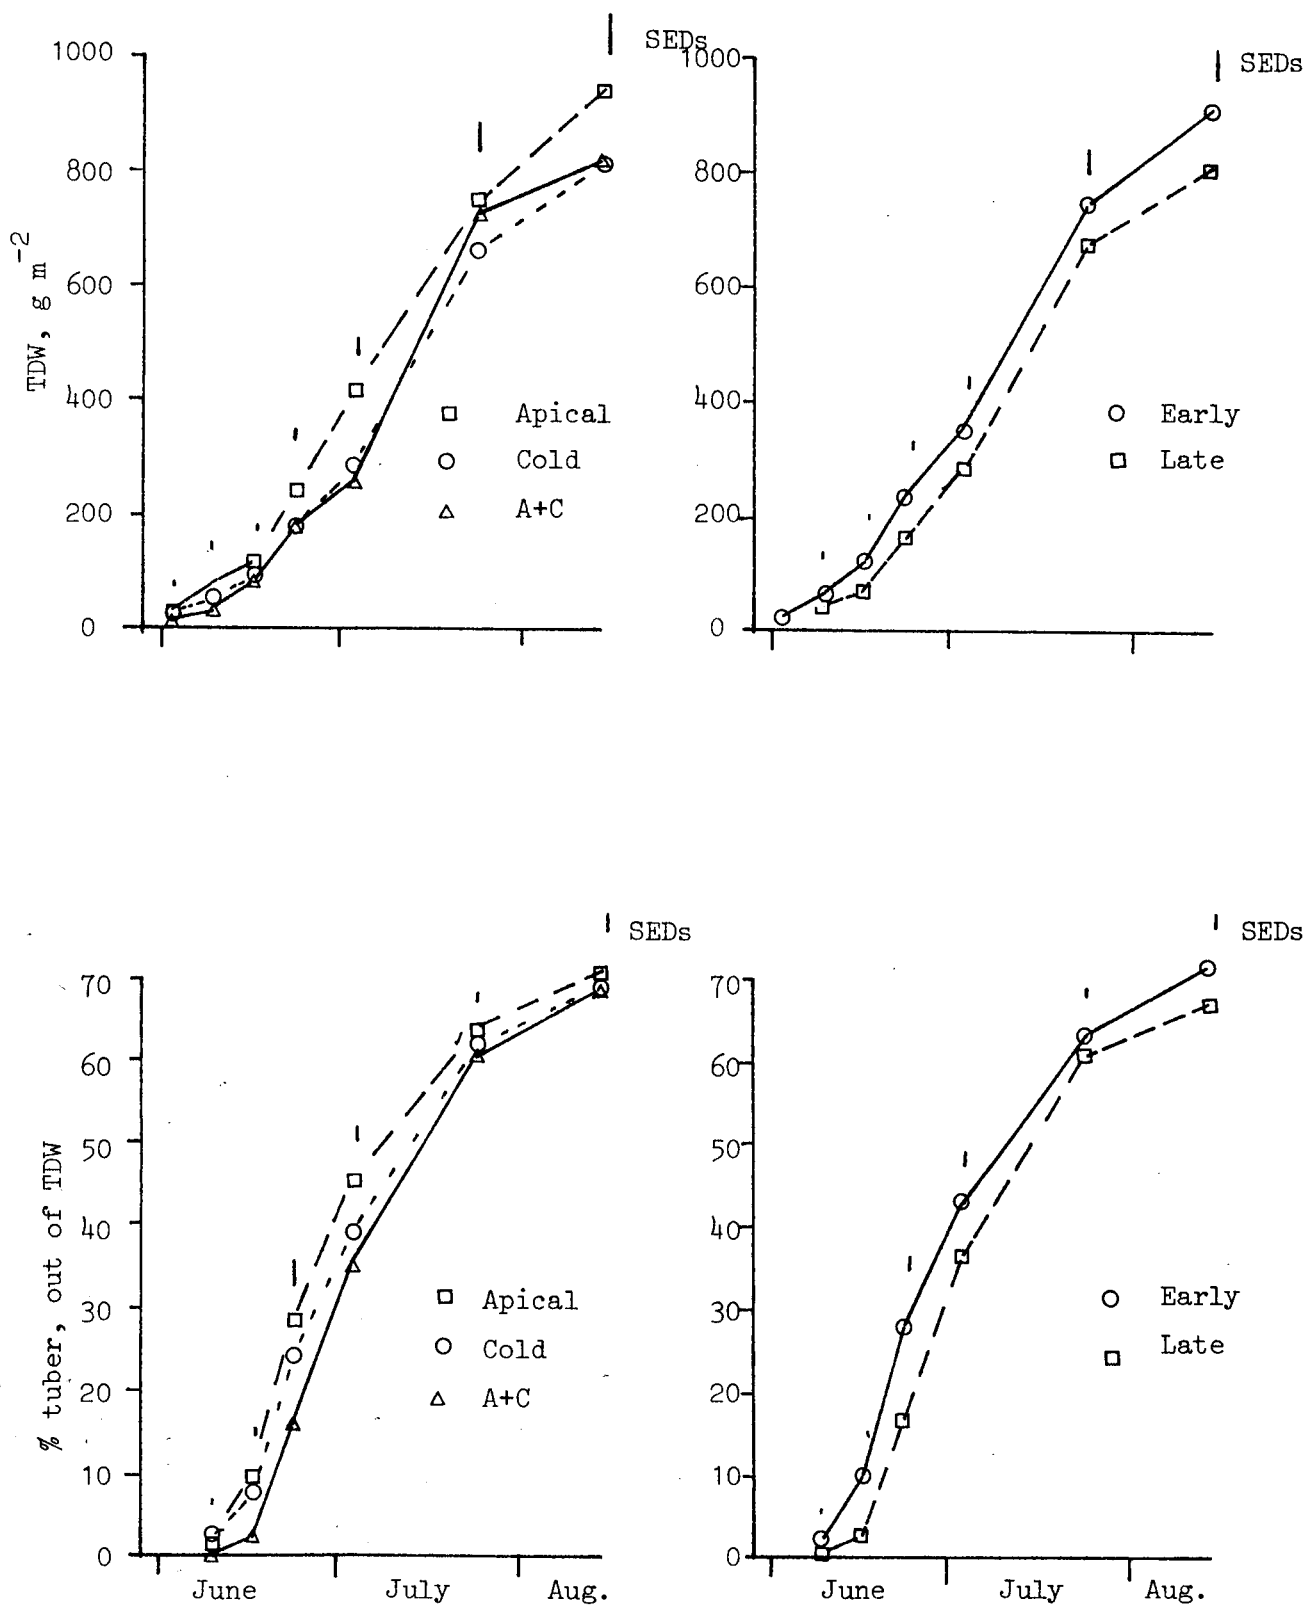 SEDs
1000
800
600
400
200
0
TDW, g m⁻²
Apical
Cold
A+C
SEDs
1000
800
600
400
200
0
Early
Late
SEDs
70
60
50
40
30
20
10
0
% tuber, out of TDW
Apical
Cold
A+C
June July Aug.
SEDs
70
60
50
40
30
20
10
0
Early
Late
June July Aug.